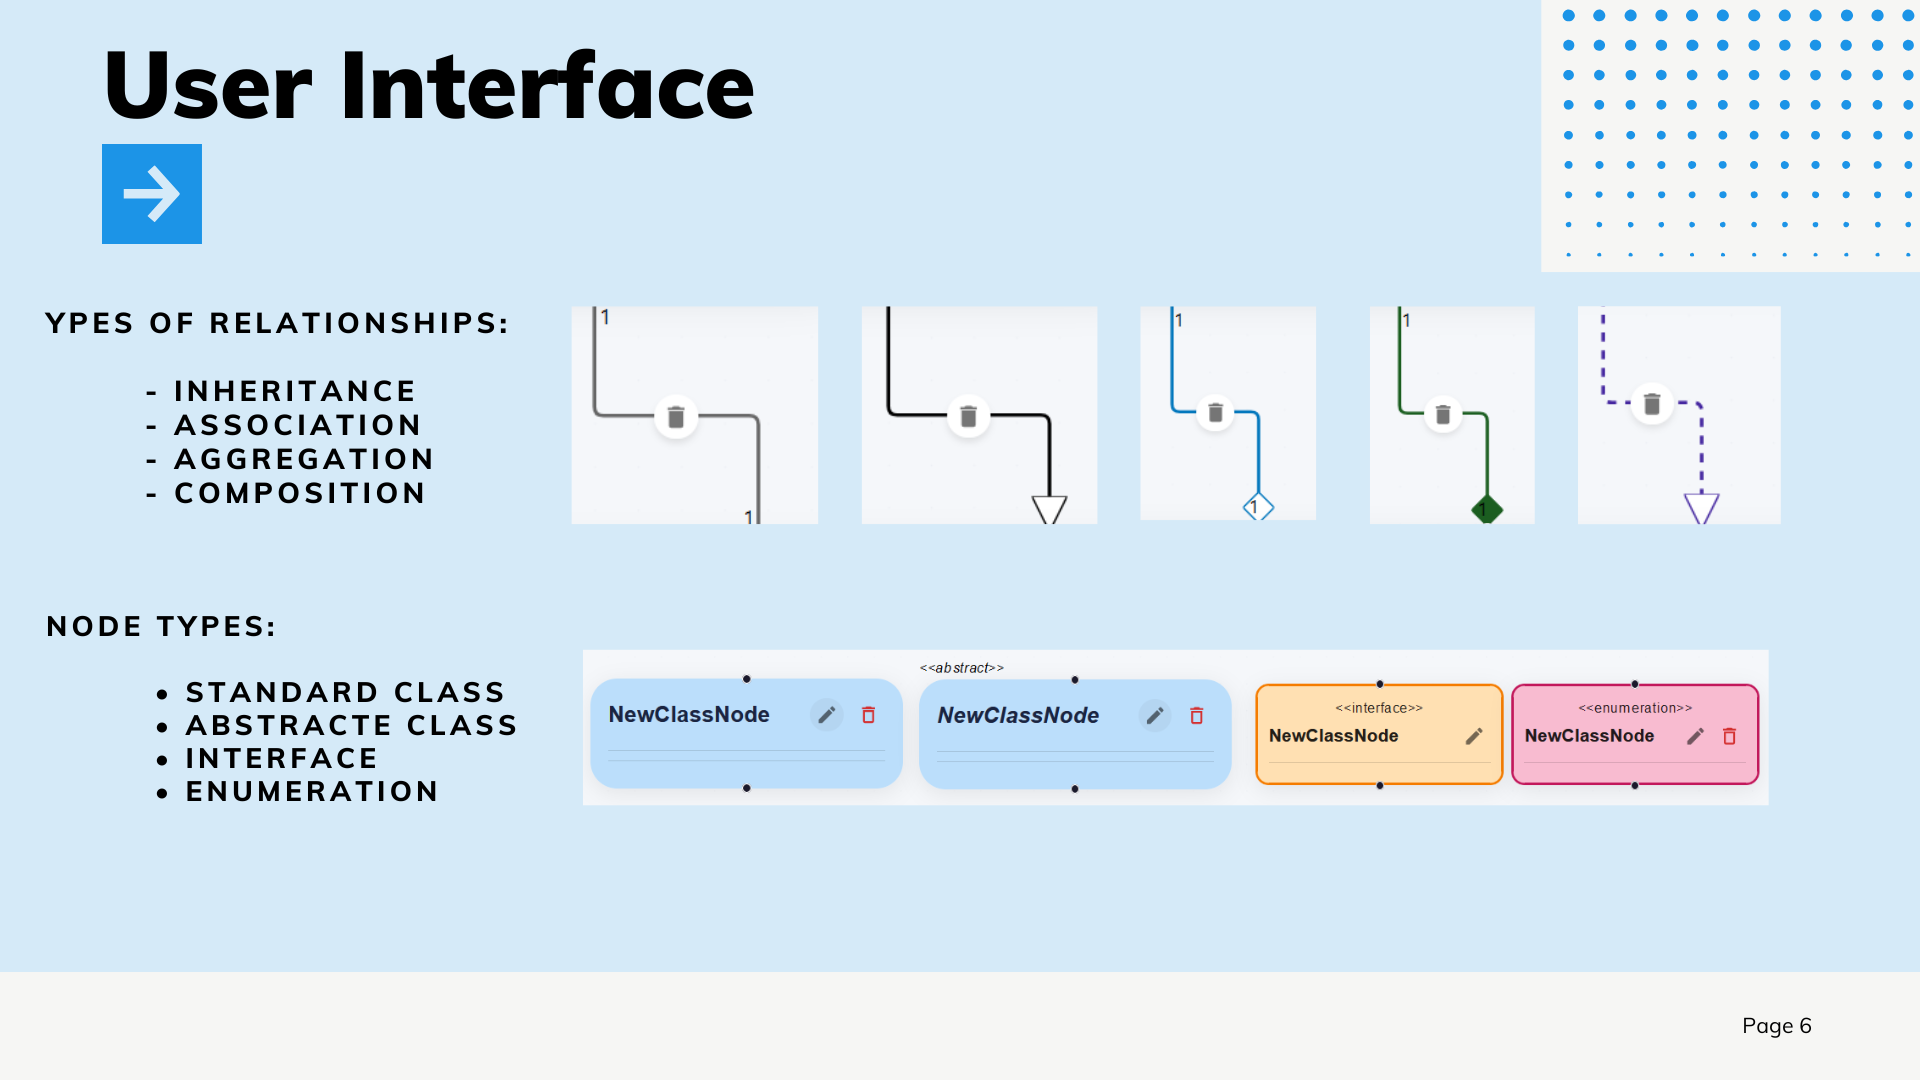 User Interface
YPES OF RELATIONSHIPS:
- INHERITANCE
- ASSOCIATION
- AGGREGATION
- COMPOSITION
1
1
1
1
1
1
NODE TYPES:
• STANDARD CLASS
• ABSTRACTE CLASS
• INTERFACE
• ENUMERATION
NewClassNode
<<abstract>>
NewClassNode
<<interface>>
NewClassNode
<<enumeration>>
NewClassNode
Page 6